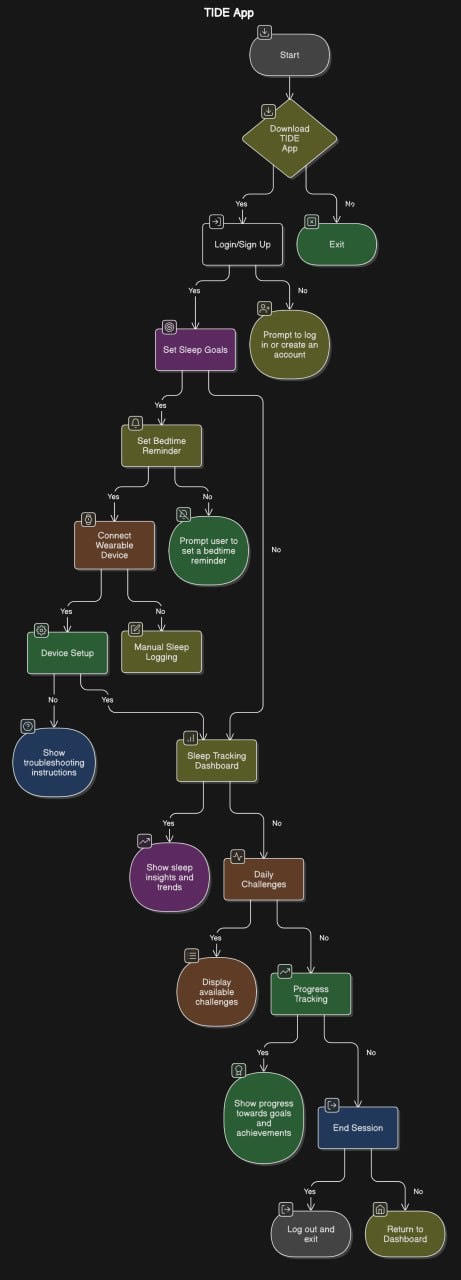 TIDE App
Start
Download
TIDE
App
Yes
No
Login/Sign Up
Exit
Yes
No
Prompt to log
in or create an
account
Set Sleep Goals
Yes
No
Set Bedtime
Reminder
Yes
No
Connect
Wearable
Device
Prompt user to
set a bedtime
reminder
Yes
No
Device Setup
Manual Sleep
Logging
No
Yes
Show
troubleshooting
instructions
Sleep Tracking
Dashboard
Yes
No
Show sleep
insights and
trends
Daily
Challenges
Yes
No
Display
available
challenges
Progress
Tracking
Yes
No
Show progress
towards goals
and
achievements
End Session
Yes
No
Log out and
exit
Return to
Dashboard